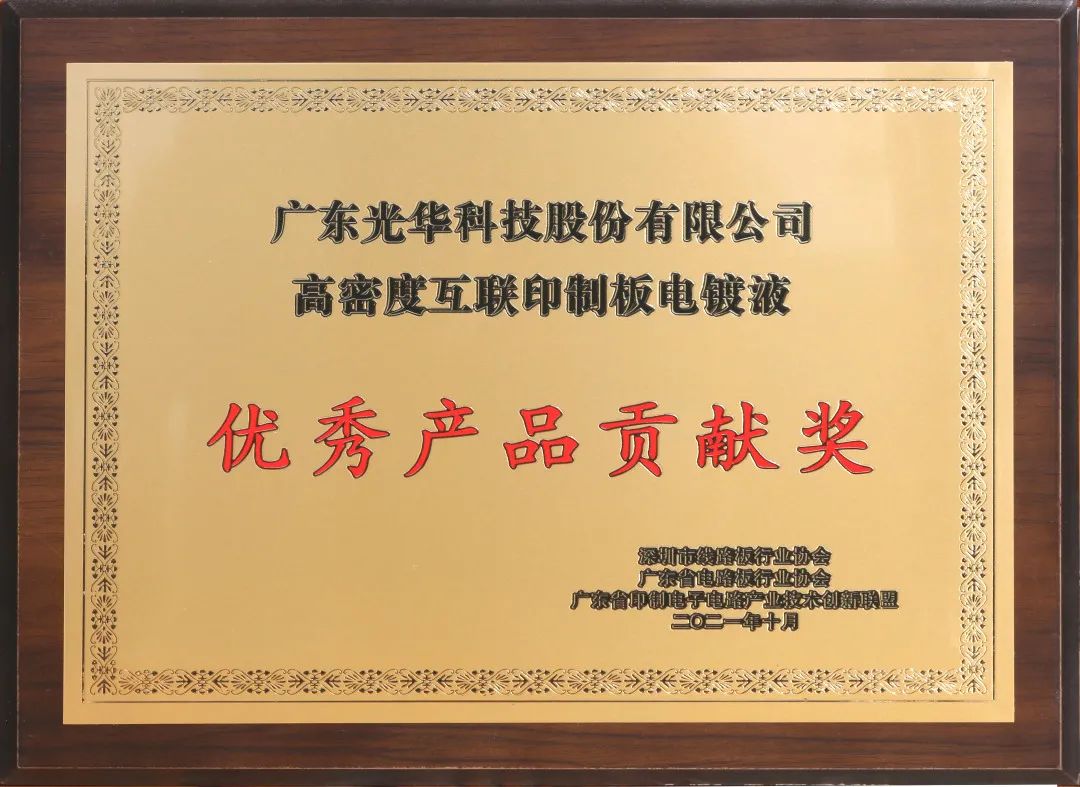 广东光华科技股份有限公司
高密度互联印制板电镀液
优秀产品贡献奖
深圳市线路板行业协会
广东省电路板行业协会
广东省印制电子电路产业技术创新联盟
二〇二一年十月